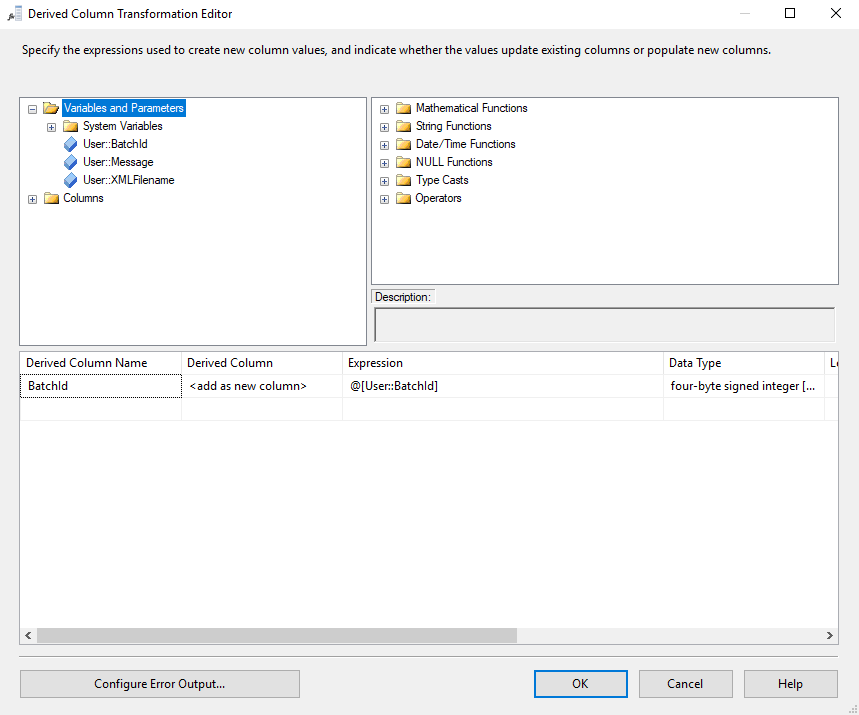 Derived Column Transformation Editor
Specify the expressions used to create new column values, and indicate whether the values update existing columns or populate new columns.
Variables and Parameters
System Variables
User::BatchId
User::Message
User::XMLFilename
Columns
Mathematical Functions
String Functions
Date/Time Functions
NULL Functions
Type Casts
Operators
Description:
Derived Column Name Derived Column Expression Data Type Le
BatchId <add as new column> @[User::BatchId] four-byte signed integer [...
Configure Error Output... OK Cancel Help